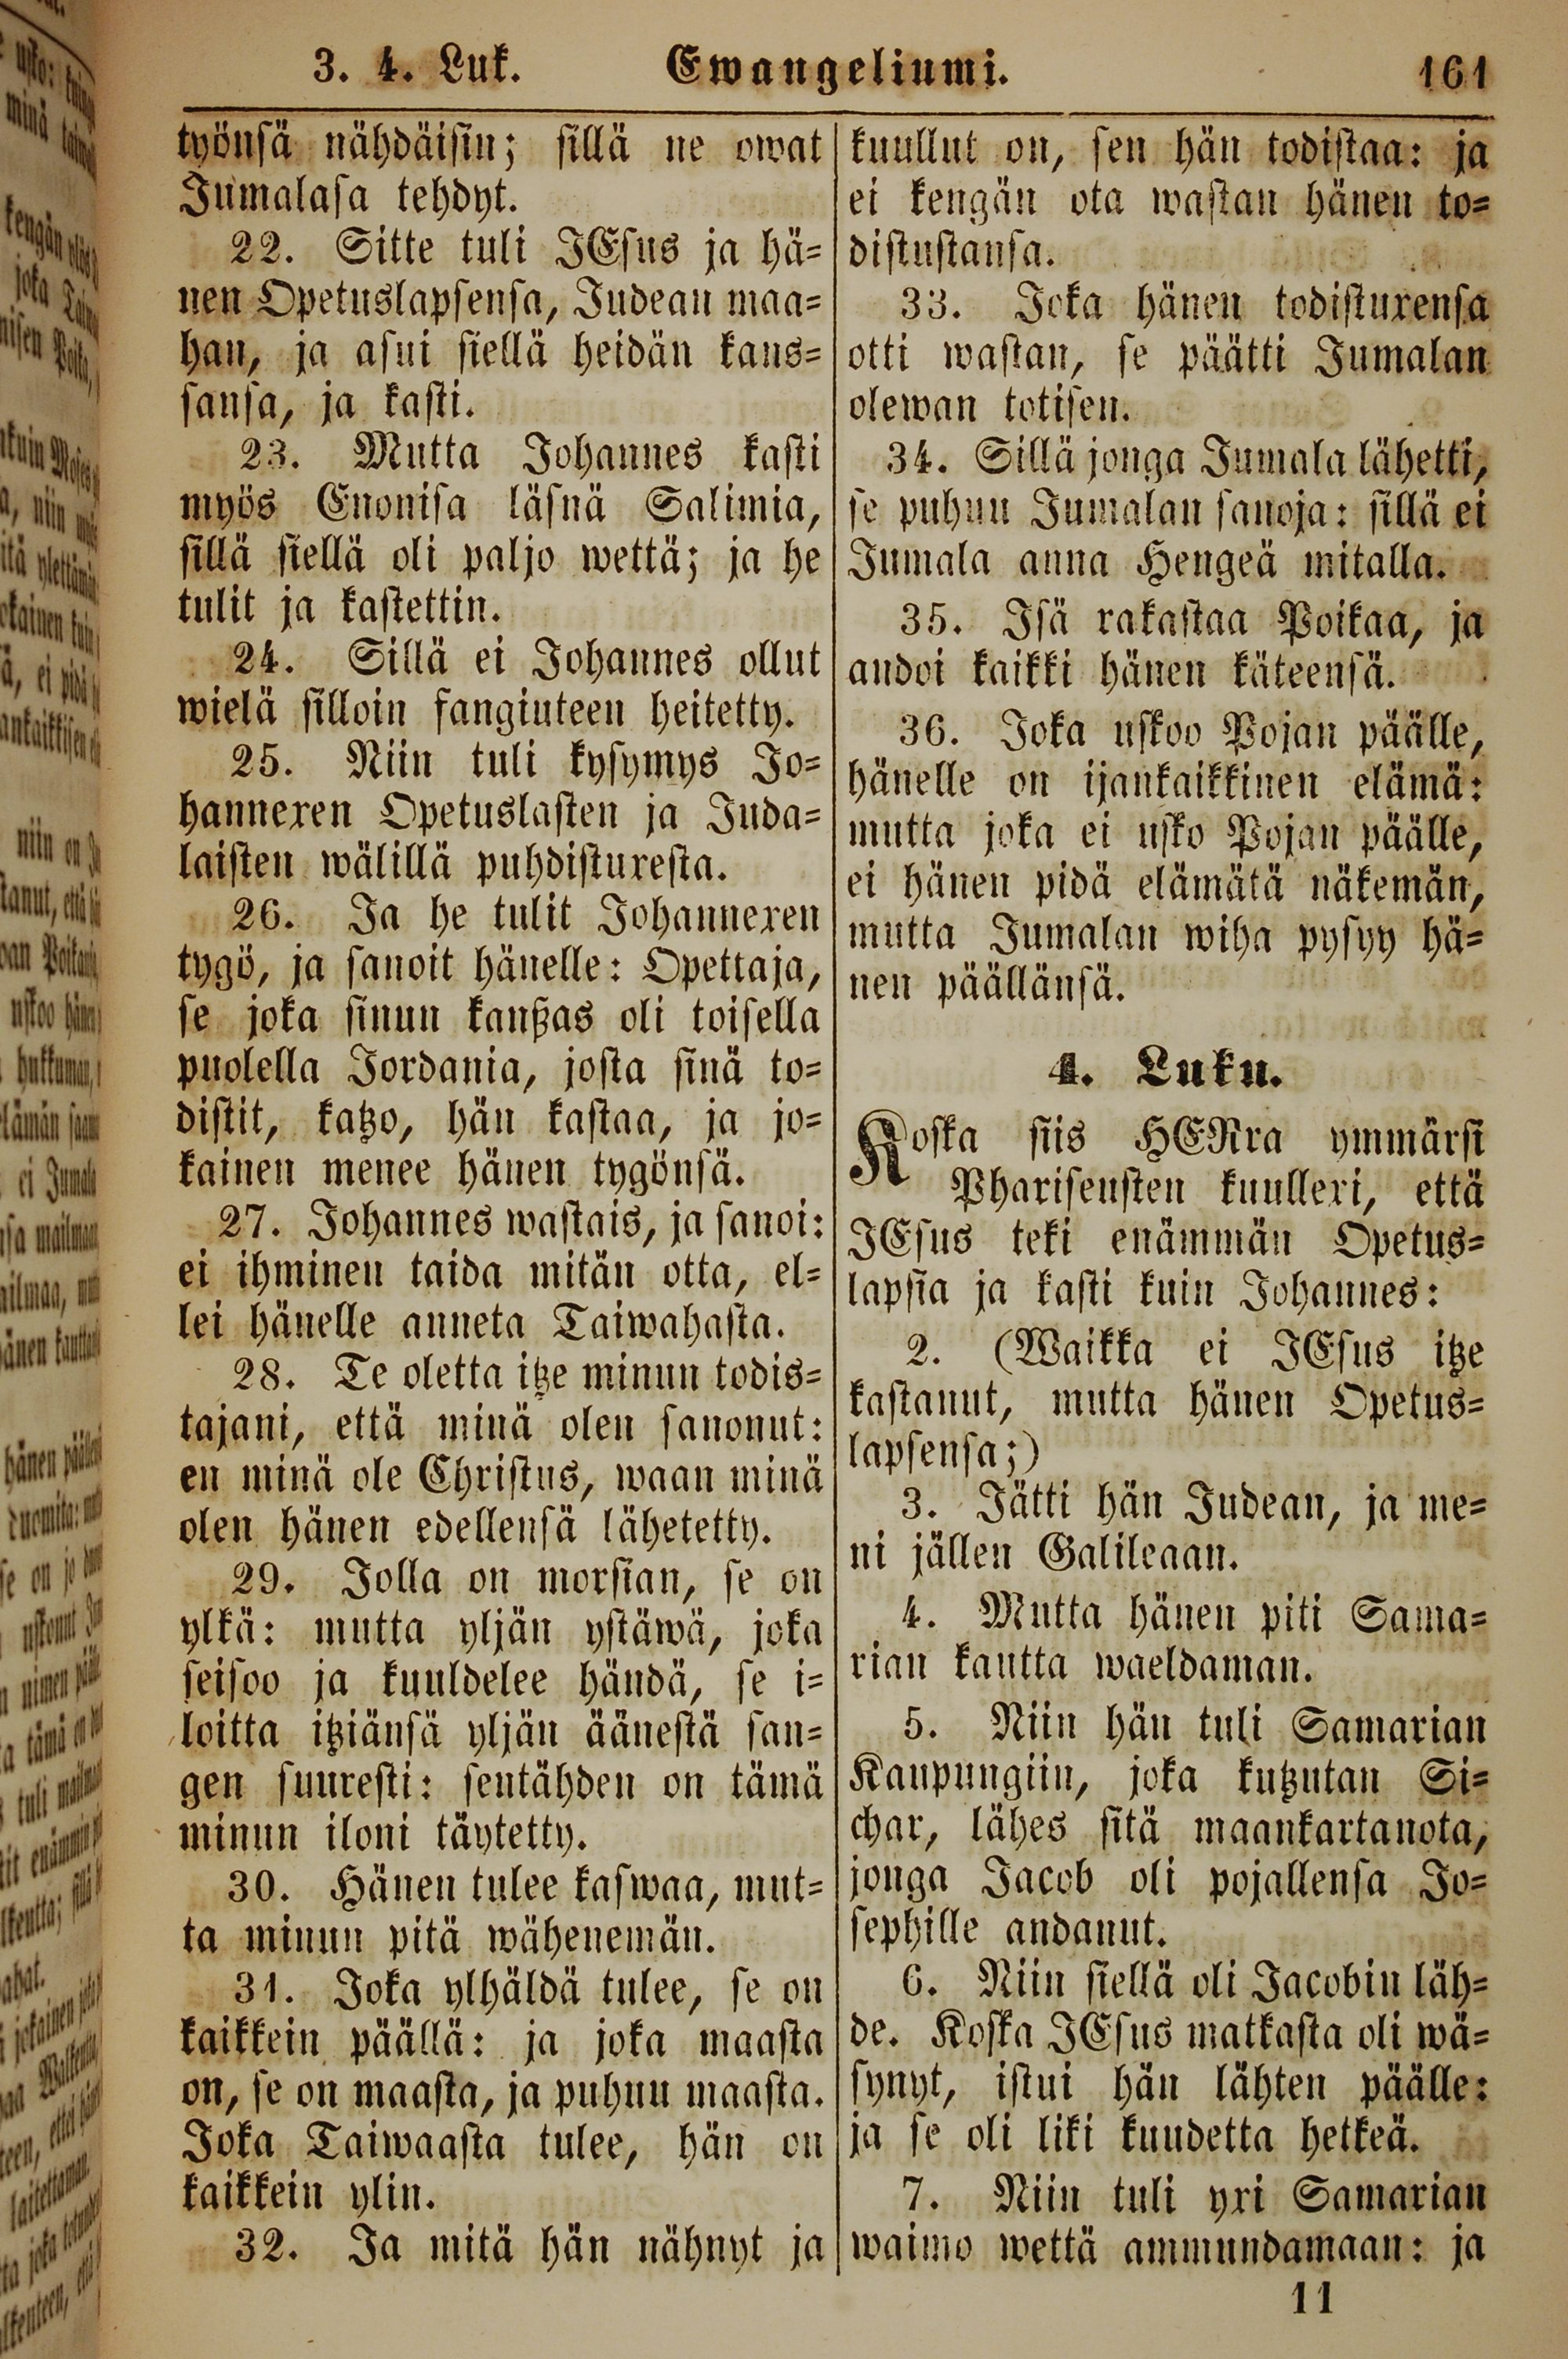 3. 4. Luk. Ewangeliumi. 161
työnsä nähdäisin; sillä ne owat
Jumalasa tehdyt.
22. Sitte tuli JEsus ja hä-
nen Opetuslapsensa, Judean maa-
han, ja asui siellä heidän kans-
sansa, ja kasti.
23. Mutta Johannes kasti
myös Enonisa läsnä Salimia,
sillä siellä oli paljo wettä; ja he
tulit ja kastettin.
24. Sillä ei Johannes ollut
wielä silloin fangiuteen heitetty.
25. Niin tuli kysymys Jo-
hannexen Opetuslasten ja Juda-
laisten wälillä puhdistuxesta.
26. Ja he tulit Johannexen
tygö, ja sanoit hänelle: Opettaja,
se joka sinun kanßas oli toisella
puolella Jordania, josta sinä to-
distit, katzo, hän kastaa, ja jo-
kainen menee hänen tygönsä.
27. Johannes wastais, ja sanoi:
ei ihminen taida mitän otta, el-
lei hänelle anneta Taiwahasta.
28. Te oletta itze minun todis-
tajani, että minä olen sanonut:
en minä ole Christus, waan minä
olen hänen edellensä lähetetty.
29. Jolla on morsian, se on
ylkä: mutta yljän ystäwä, joka
seisoo ja kuuldelee händä, se i-
loitta itziänsä yljän äänestä san-
gen suuresti: sentähden on tämä
minun iloni täytetty.
30. Hänen tulee kaswaa, mut-
ta minun pitä wähenemän.
31. Joka ylhäldä tulee, se on
kaikkein päällä: ja joka maasta
on, se on maasta, ja puhuu maasta.
Joka Taiwaasta tulee, hän on
kaikkein ylin.
32. Ja mitä hän nähnyt ja
kuullut on, sen hän todistaa: ja
ei kengän ota wastan hänen to-
distustansa.
33. Joka hänen todistuxensa
otti wastan, se päätti Jumalan
olewan totisen.
34. Sillä jonga Jumala lähetti,
se puhuu Jumalan sanoja: sillä ei
Jumala anna Hengeä mitalla.
35. Isä rakastaa Poikaa, ja
andoi kaikki hänen käteensä.
36. Joka uskoo Pojan päälle,
hänelle on ijankaikkinen elämä:
mutta joka ei usko Pojan päälle,
ei hänen pidä elämätä näkemän,
mutta Jumalan wiha pysyy hä-
nen päällänsä.
4. Luku.
Koska siis HERra ymmärsi
Phariseusten kuullexi, että
JEsus teki enämmän Opetus-
lapsia ja kasti kuin Johannes:
2. (Waikka ei JEsus itze
kastanut, mutta hänen Opetus-
lapsensa;)
3. Jätti hän Judean, ja me-
ni jällen Galileaan.
4. Mutta hänen piti Sama-
rian kautta waeldaman.
5. Niin hän tuli Samarian
Kaupungiin, joka kutzutan Si-
char, lähes sitä maankartanota,
jonga Jacob oli pojallensa Jo-
sephille andanut.
6. Niin siellä oli Jacobin läh-
de. Koska JEsus matkasta oli wä-
synyt, istui hän lähten päälle:
ja se oli liki kuudetta hetkeä.
7. Niin tuli yxi Samarian
waimo wettä ammundamaan: ja
11